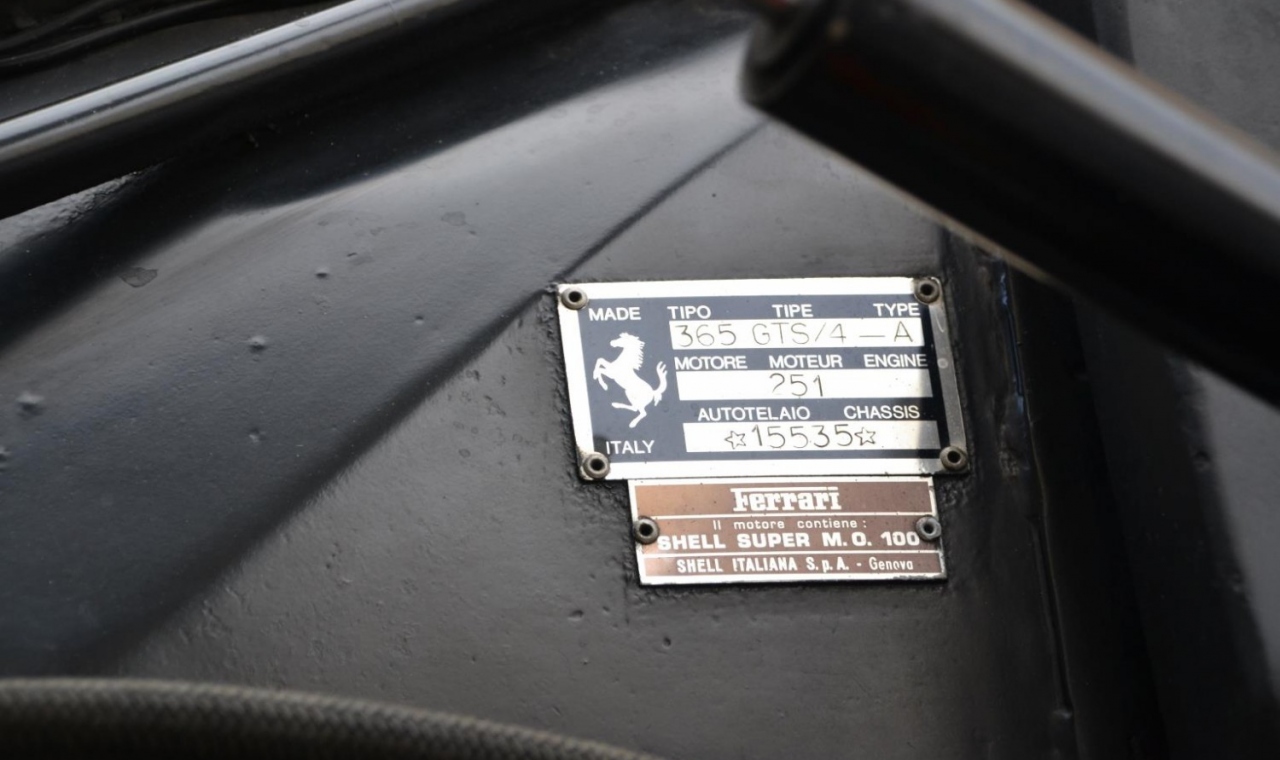 MADE TIPO TIPE TYPE
365 GTS/4 — A
MOTORE MOTEUR ENGINE
251
AUTOTELAIO CHASSIS
☆15535☆
ITALY
Ferrari
Il motore contiene:
SHELL SUPER M. O. 100
SHELL ITALIANA S.p.A. - Genova